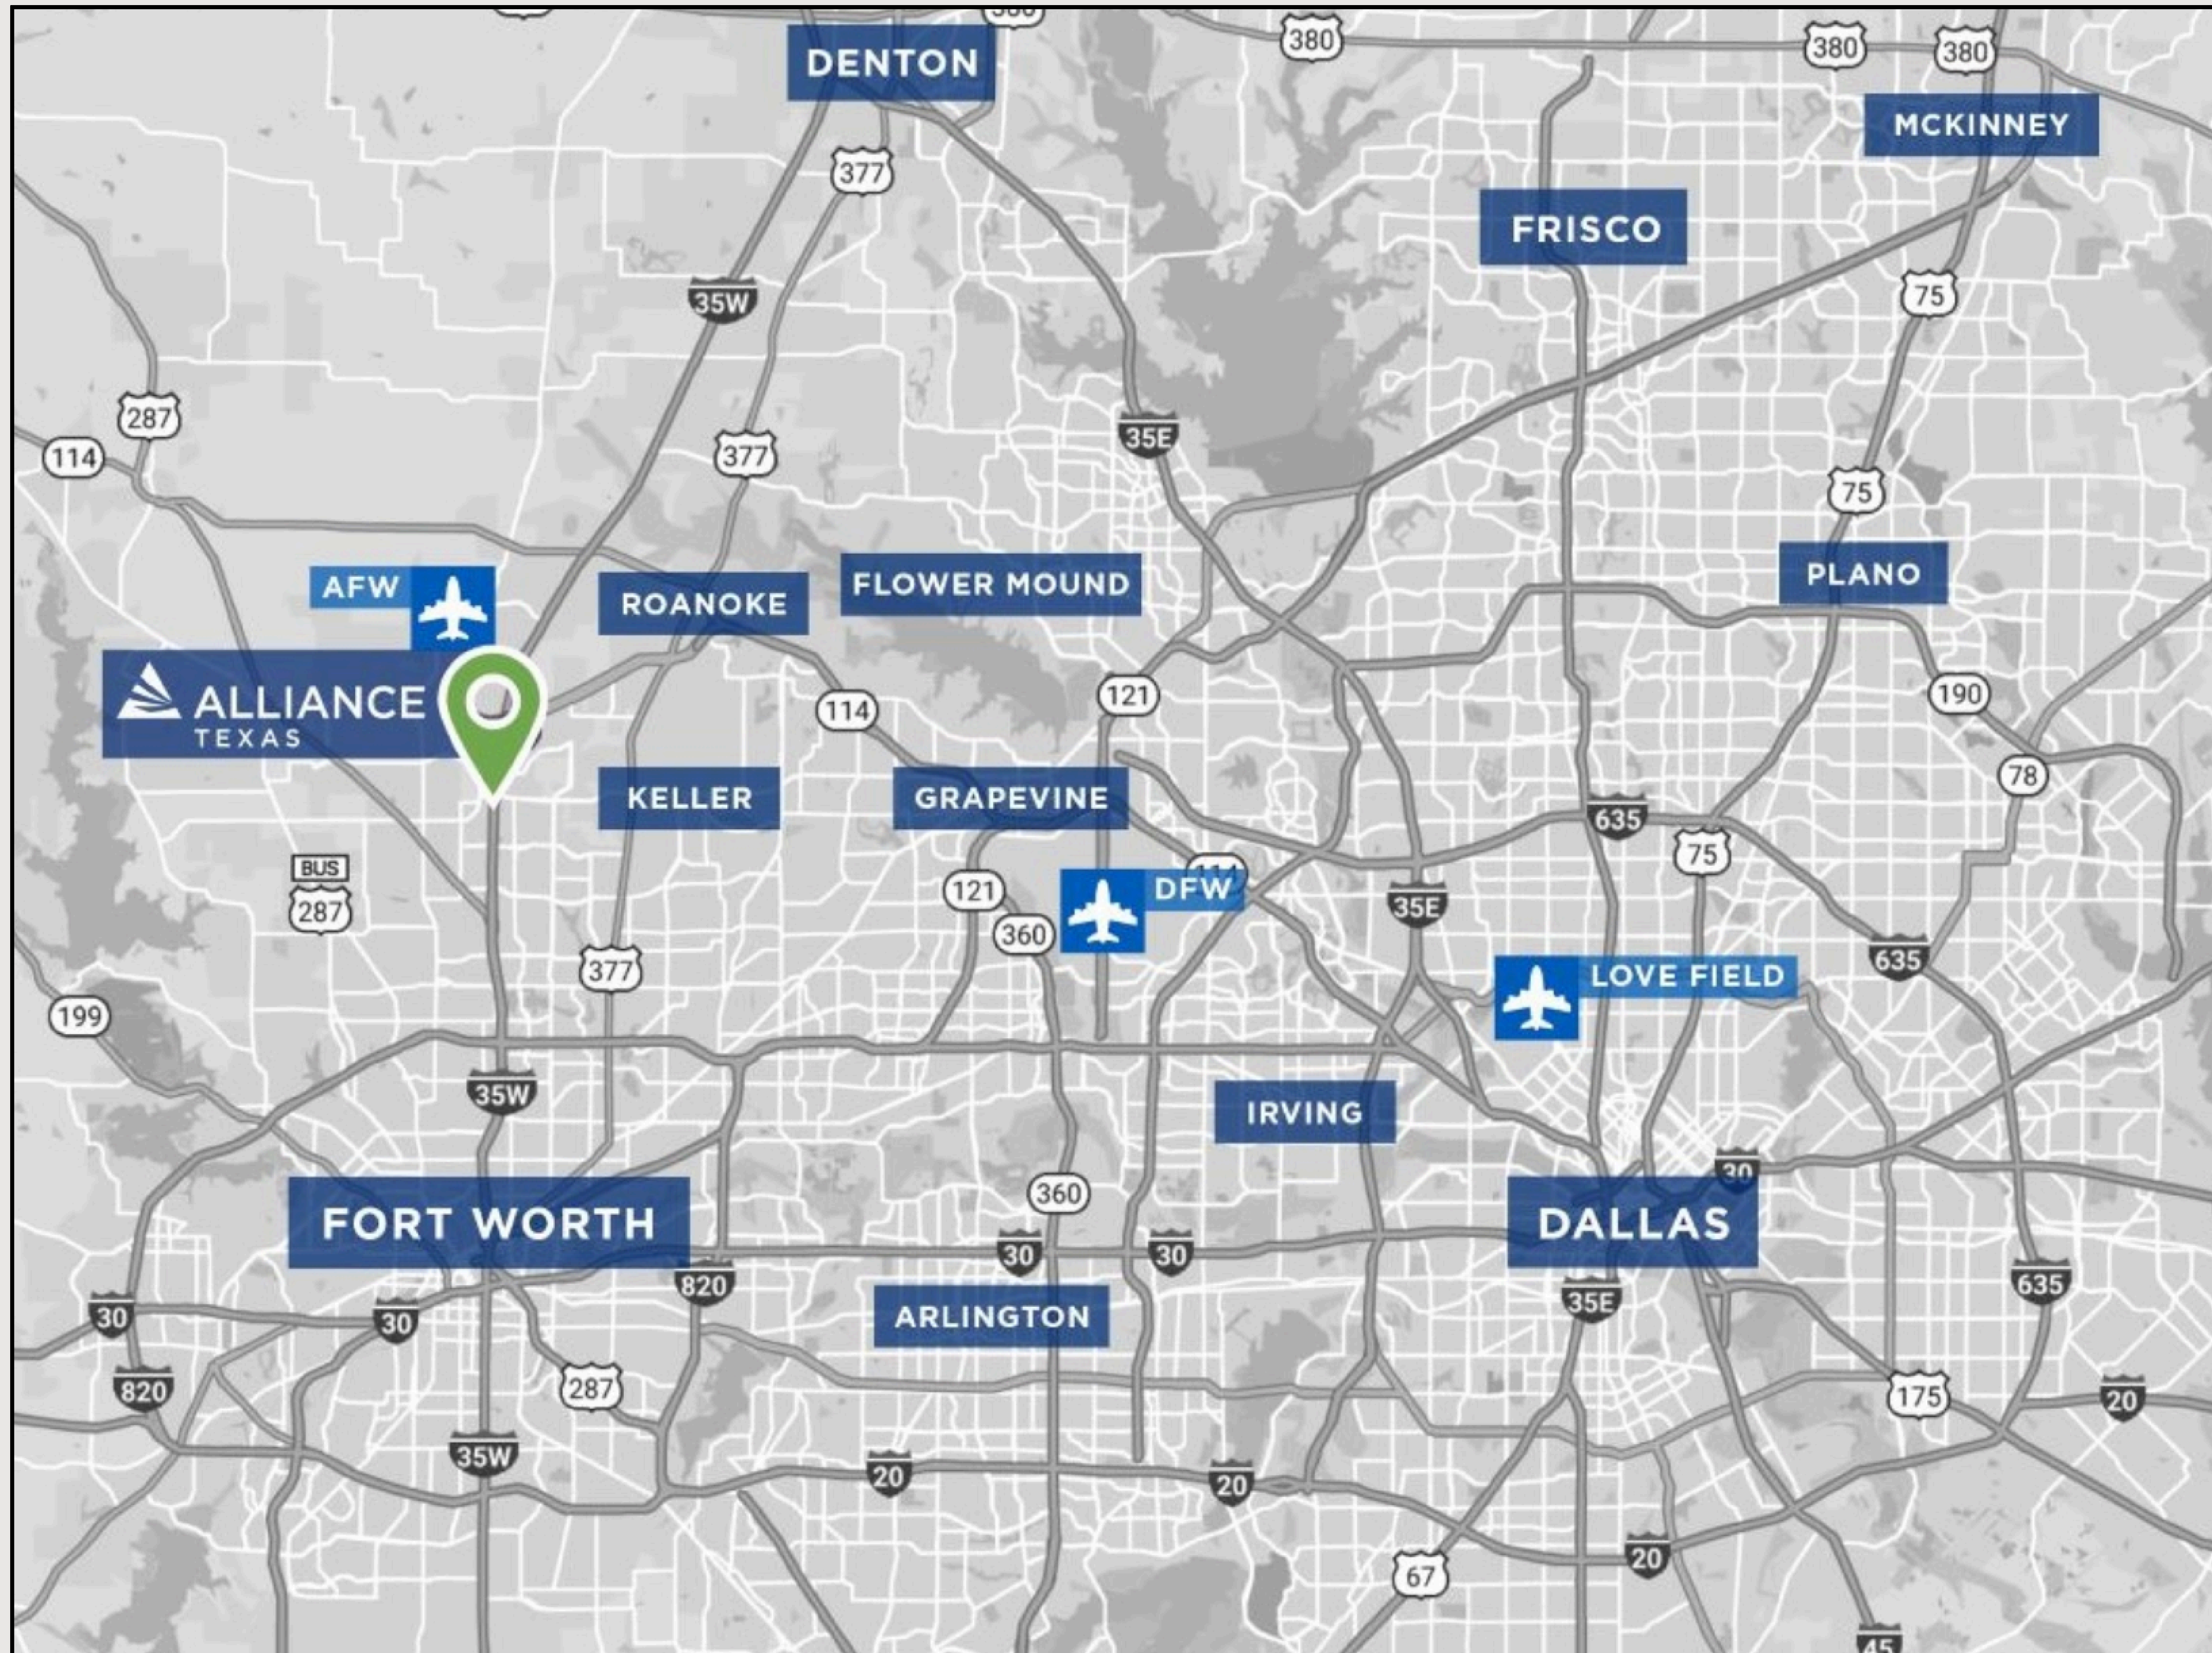 380
380
380
380
DENTON
MCKINNEY
377
FRISCO
35W
75
287
35E
114
377
75
AFW
FLOWER MOUND
PLANO
ROANOKE
ALLIANCE
TEXAS
121
190
114
78
KELLER
GRAPEVINE
635
75
BUS
287
121
114
DFW
35E
360
377
635
LOVE FIELD
199
35W
IRVING
30
360
FORT WORTH
DALLAS
30
30
820
635
35E
30
30
ARLINGTON
820
287
175
20
35W
20
20
20
67
45